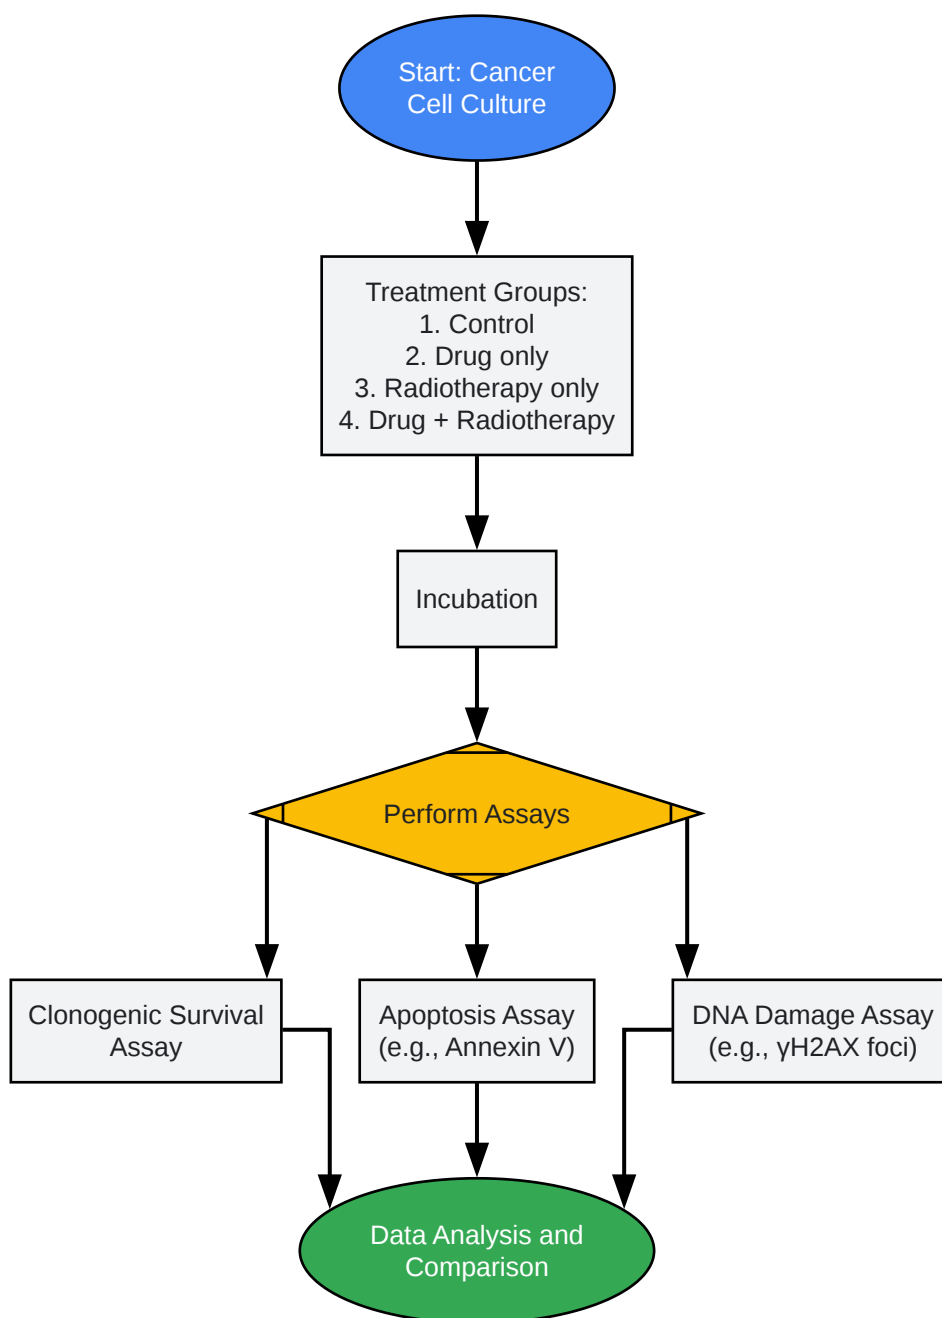 Start: Cancer
Cell Culture
Treatment Groups:
1. Control
2. Drug only
3. Radiotherapy only
4. Drug + Radiotherapy
Incubation
Perform Assays
Clonogenic Survival
Assay
Apoptosis Assay
(e.g., Annexin V)
DNA Damage Assay
(e.g., γH2AX foci)
Data Analysis and
Comparison